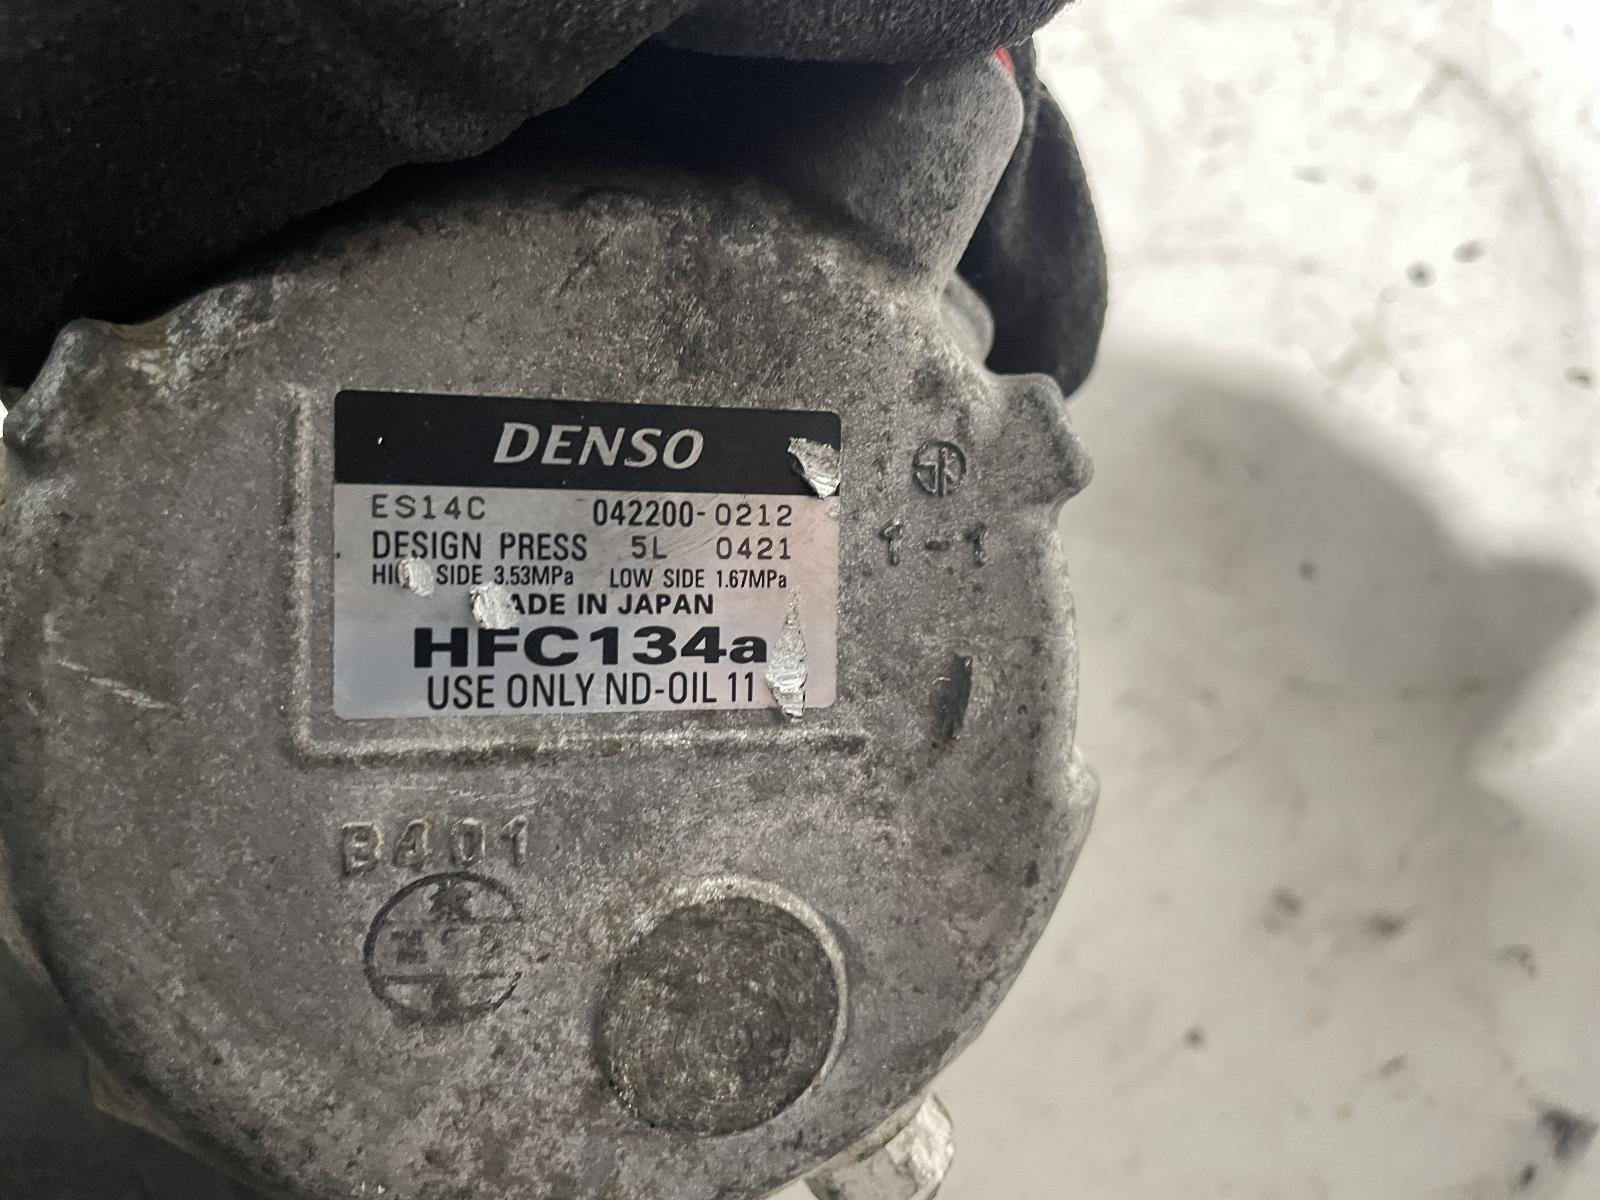 DENSO
ES14C 042200-0212
DESIGN PRESS 5L 0421
SIDE 3.53MPa LOW SIDE 1.67MPa
MADE IN JAPAN
HFC134a
USE ONLY ND-OIL 11
1-1
B401